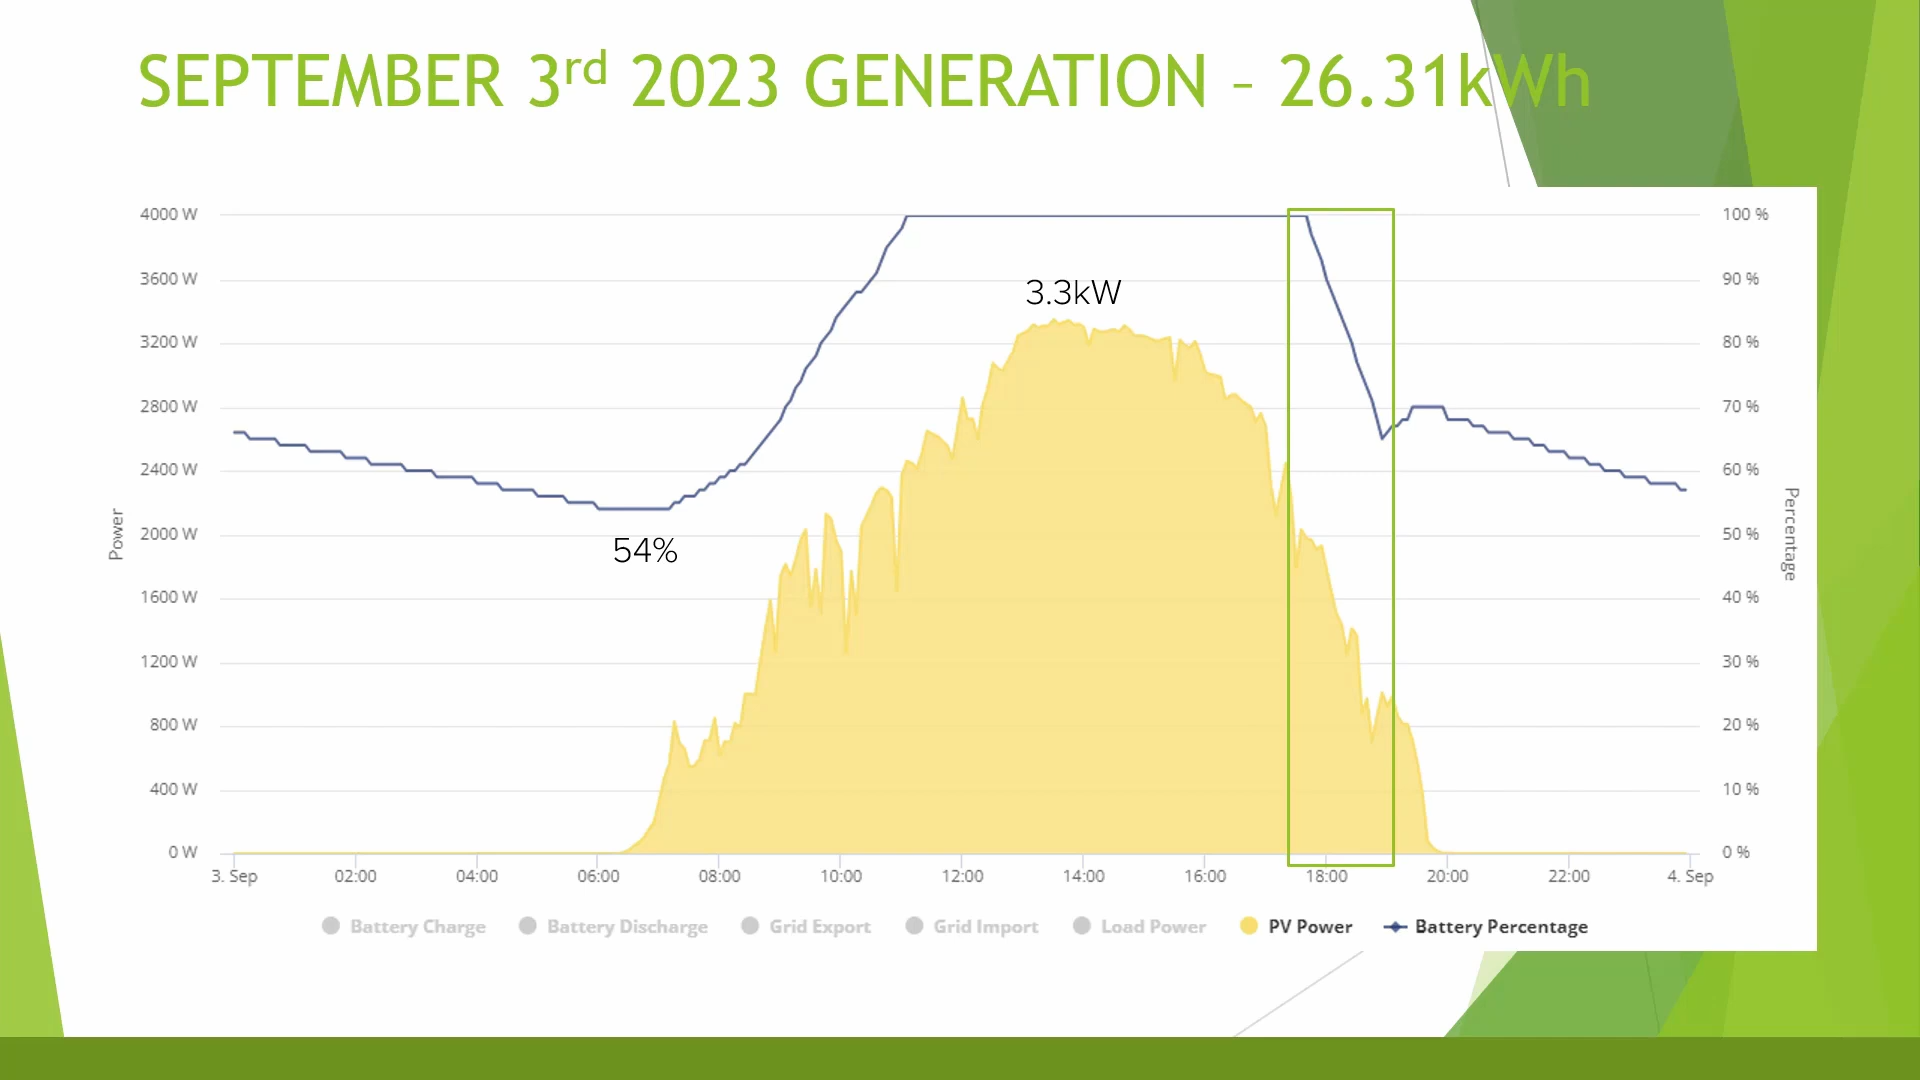 SEPTEMBER 3rd 2023 GENERATION – 26.31kWh
4000 W
3600 W
3200 W
2800 W
2400 W
2000 W
1600 W
1200 W
800 W
400 W
0 W
Power
100 %
90 %
80 %
70 %
60 %
50 %
40 %
30 %
20 %
10 %
0 %
Percentage
3.3kW
54%
3. Sep 02:00 04:00 06:00 08:00 10:00 12:00 14:00 16:00 18:00 20:00 22:00 4. Sep
Battery Charge Battery Discharge Grid Export Grid Import Load Power PV Power Battery Percentage